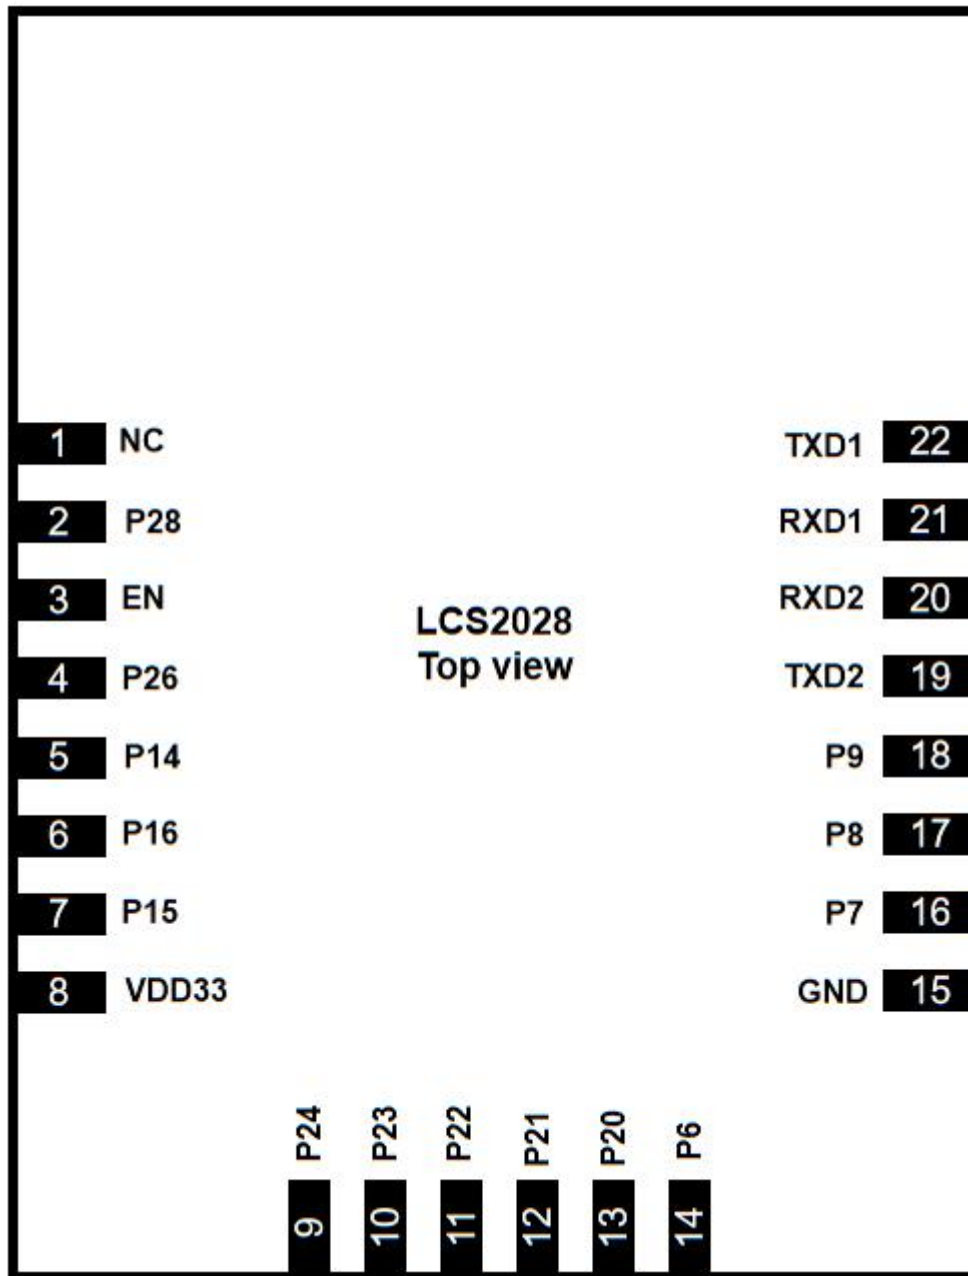 1 NC
2 P28
3 EN
4 P26
5 P14
6 P16
7 P15
8 VDD33
LCS2028
Top view
TXD1 22
RXD1 21
RXD2 20
TXD2 19
P9 18
P8 17
P7 16
GND 15
P24 9
P23 10
P22 11
P21 12
P20 13
P6 14